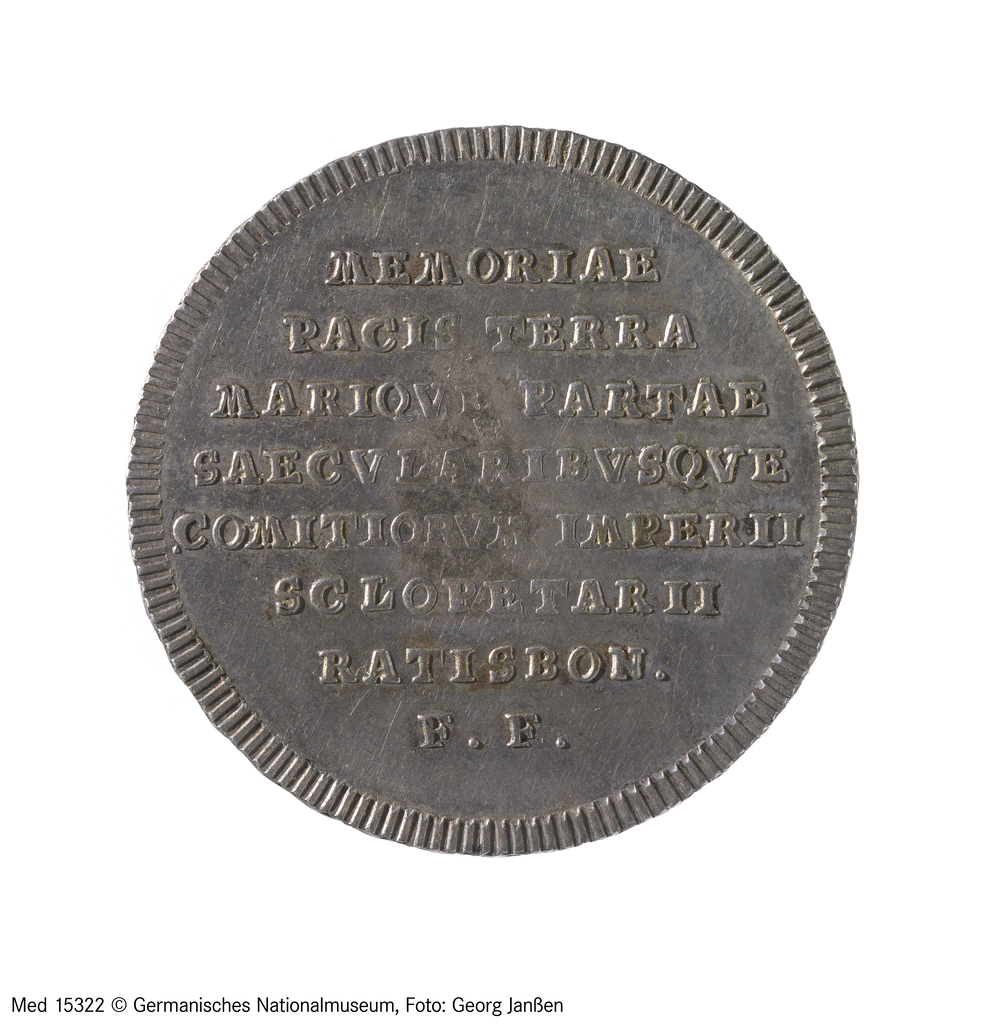 MEMORIAE
PACIS TERRA
MARIQVE PARTAE
SAECVLARIBVSQVE
COMITIORVM IMPERII
SCLOPETARII
RATISBON.
F. F.
Med 15322 © Germanisches Nationalmuseum, Foto: Georg Janßen